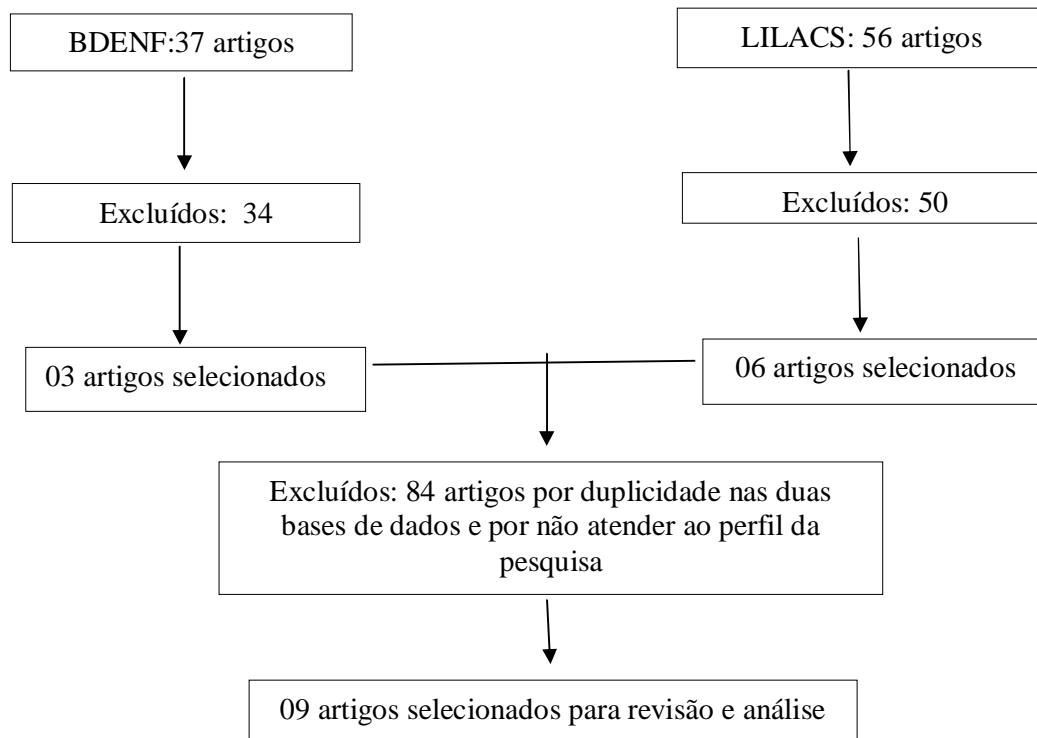 BDENF:37 artigos
LILACS: 56 artigos
Excluídos: 34
Excluídos: 50
03 artigos selecionados
06 artigos selecionados
Excluídos: 84 artigos por duplicidade nas duas
bases de dados e por não atender ao perfil da
pesquisa
09 artigos selecionados para revisão e análise